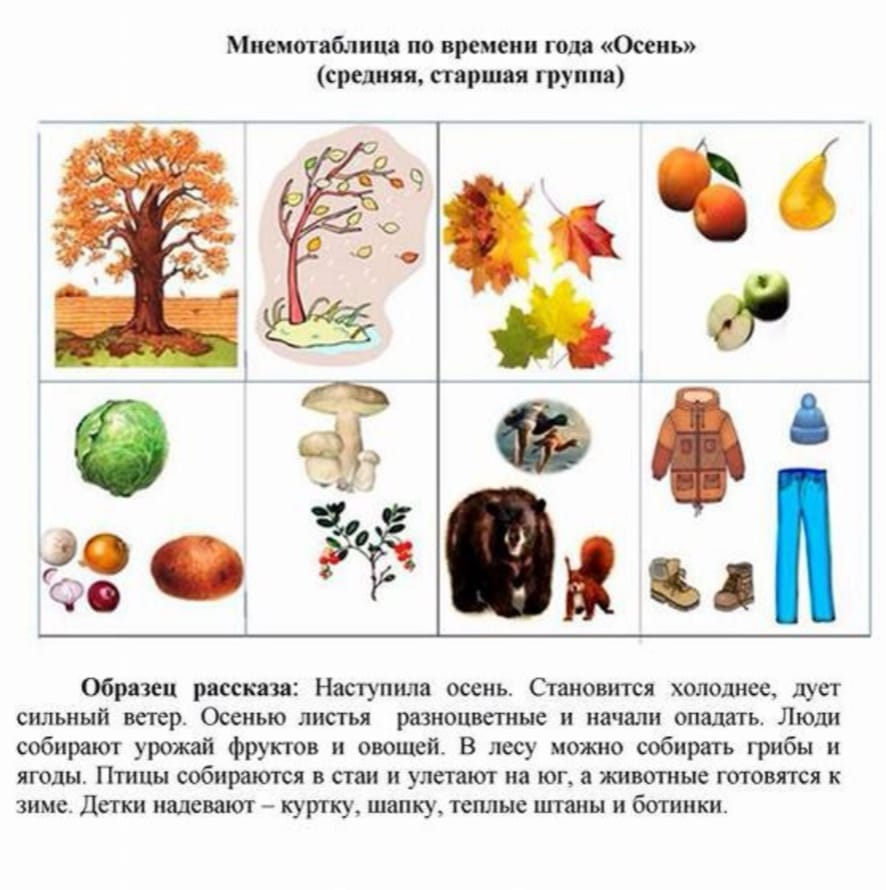 Мнемотаблица по времени года «Осень»
(средняя, старшая группа)
Образец рассказа: Наступила осень. Становится холоднее, дует
сильный ветер. Осенью листья разноцветные и начали опадать. Люди
собирают урожай фруктов и овощей. В лесу можно собирать грибы и
ягоды. Птицы собираются в стаи и улетают на юг, а животные готовятся к
зиме. Детки надевают – куртку, шапку, теплые штаны и ботинки.